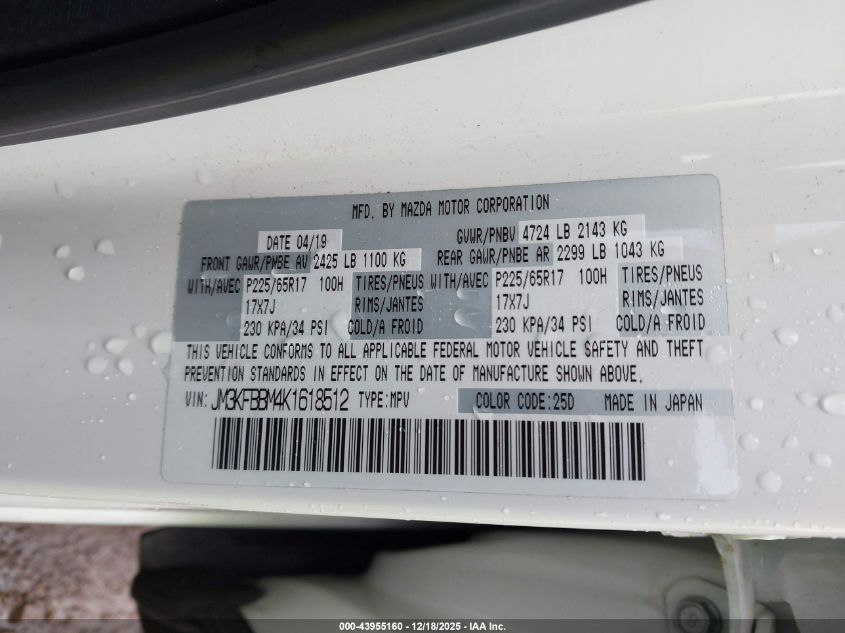 MFD. BY MAZDA MOTOR CORPORATION
DATE 04/19 GVWR/PNBV 4724 LB 2143 KG
FRONT GAWR/PNBE AV 2425 LB 1100 KG REAR GAWR/PNBE AR 2299 LB 1043 KG
WITH/AVEC P225/65R17 100H TIRES/PNEUS WITH/AVEC P225/65R17 100H TIRES/PNEUS
17X7J RIMS/JANTES 17X7J RIMS/JANTES
230 KPA/34 PSI COLD/A FROID 230 KPA/34 PSI COLD/A FROID
THIS VEHICLE CONFORMS TO ALL APPLICABLE FEDERAL MOTOR VEHICLE SAFETY AND THEFT
PREVENTION STANDARDS IN EFFECT ON THE DATE OF MANUFACTURE SHOWN ABOVE.
VIN: JM3KFBBM4K1618512 TYPE:MPV COLOR CODE:25D MADE IN JAPAN
000-43955160 - 12/18/2025 - IAA Inc.